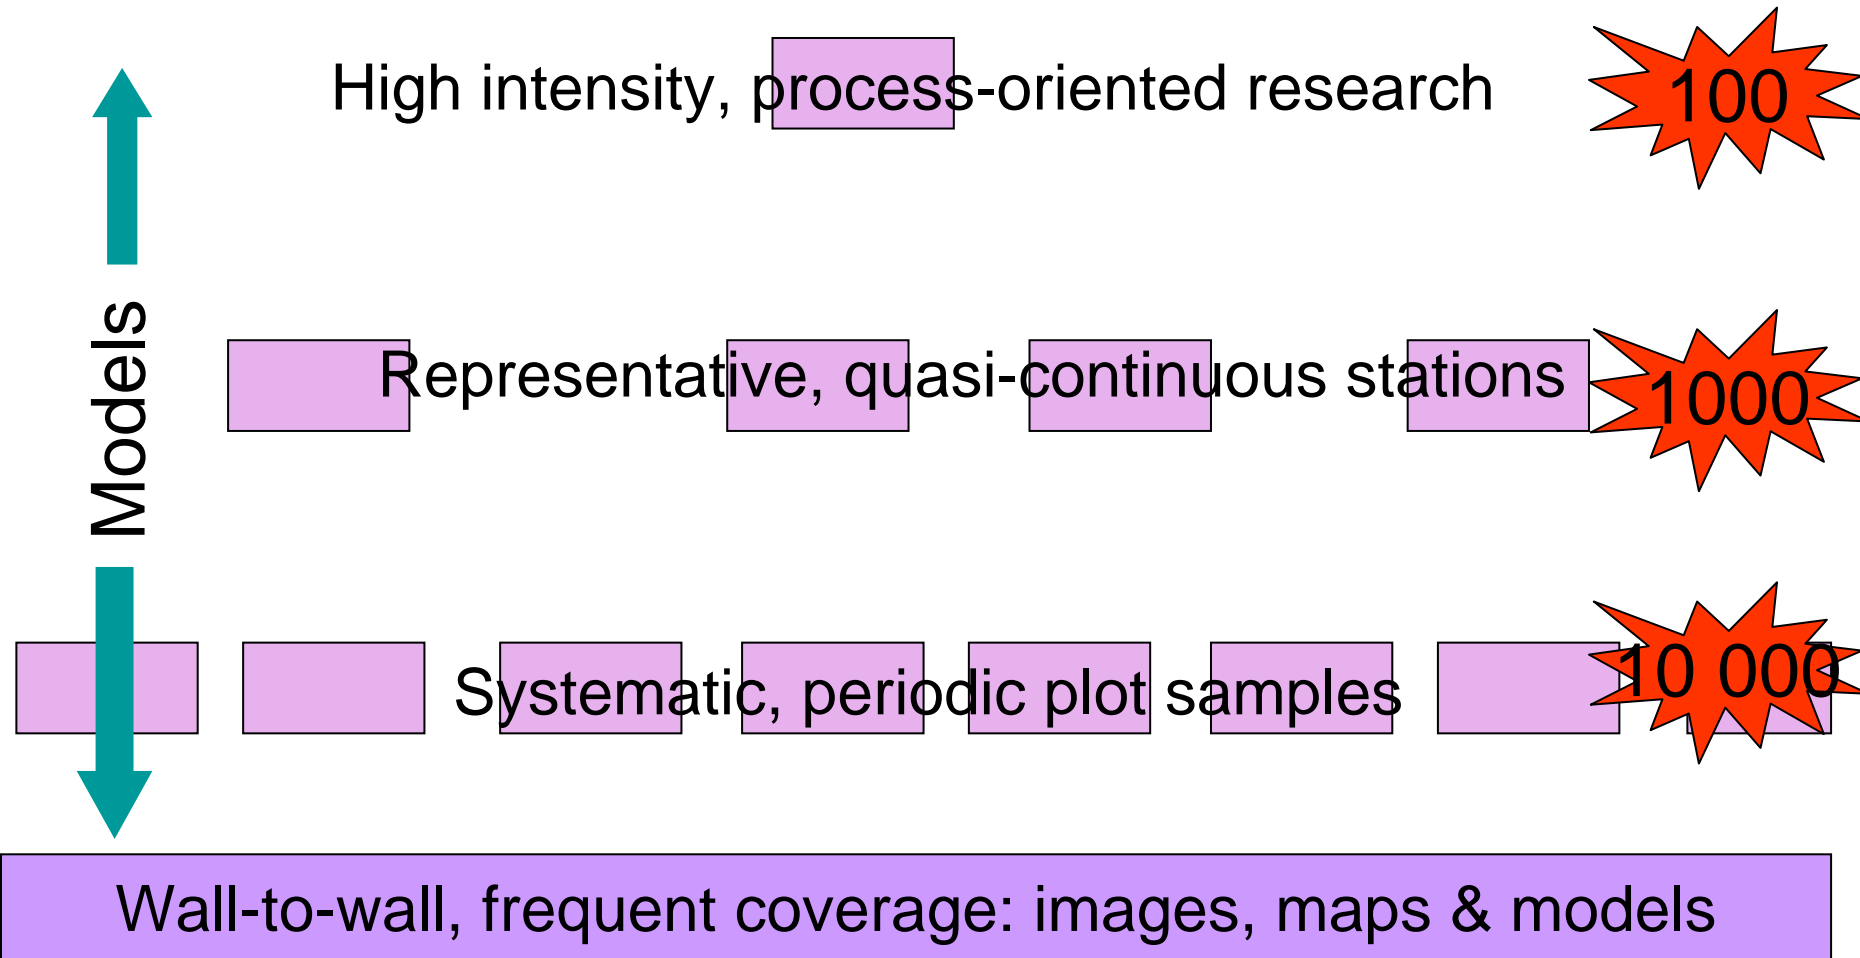 High intensity, process-oriented research
100
Models
Representative, quasi-continuous stations
1000
Systematic, periodic plot samples
10 000
Wall-to-wall, frequent coverage: images, maps & models